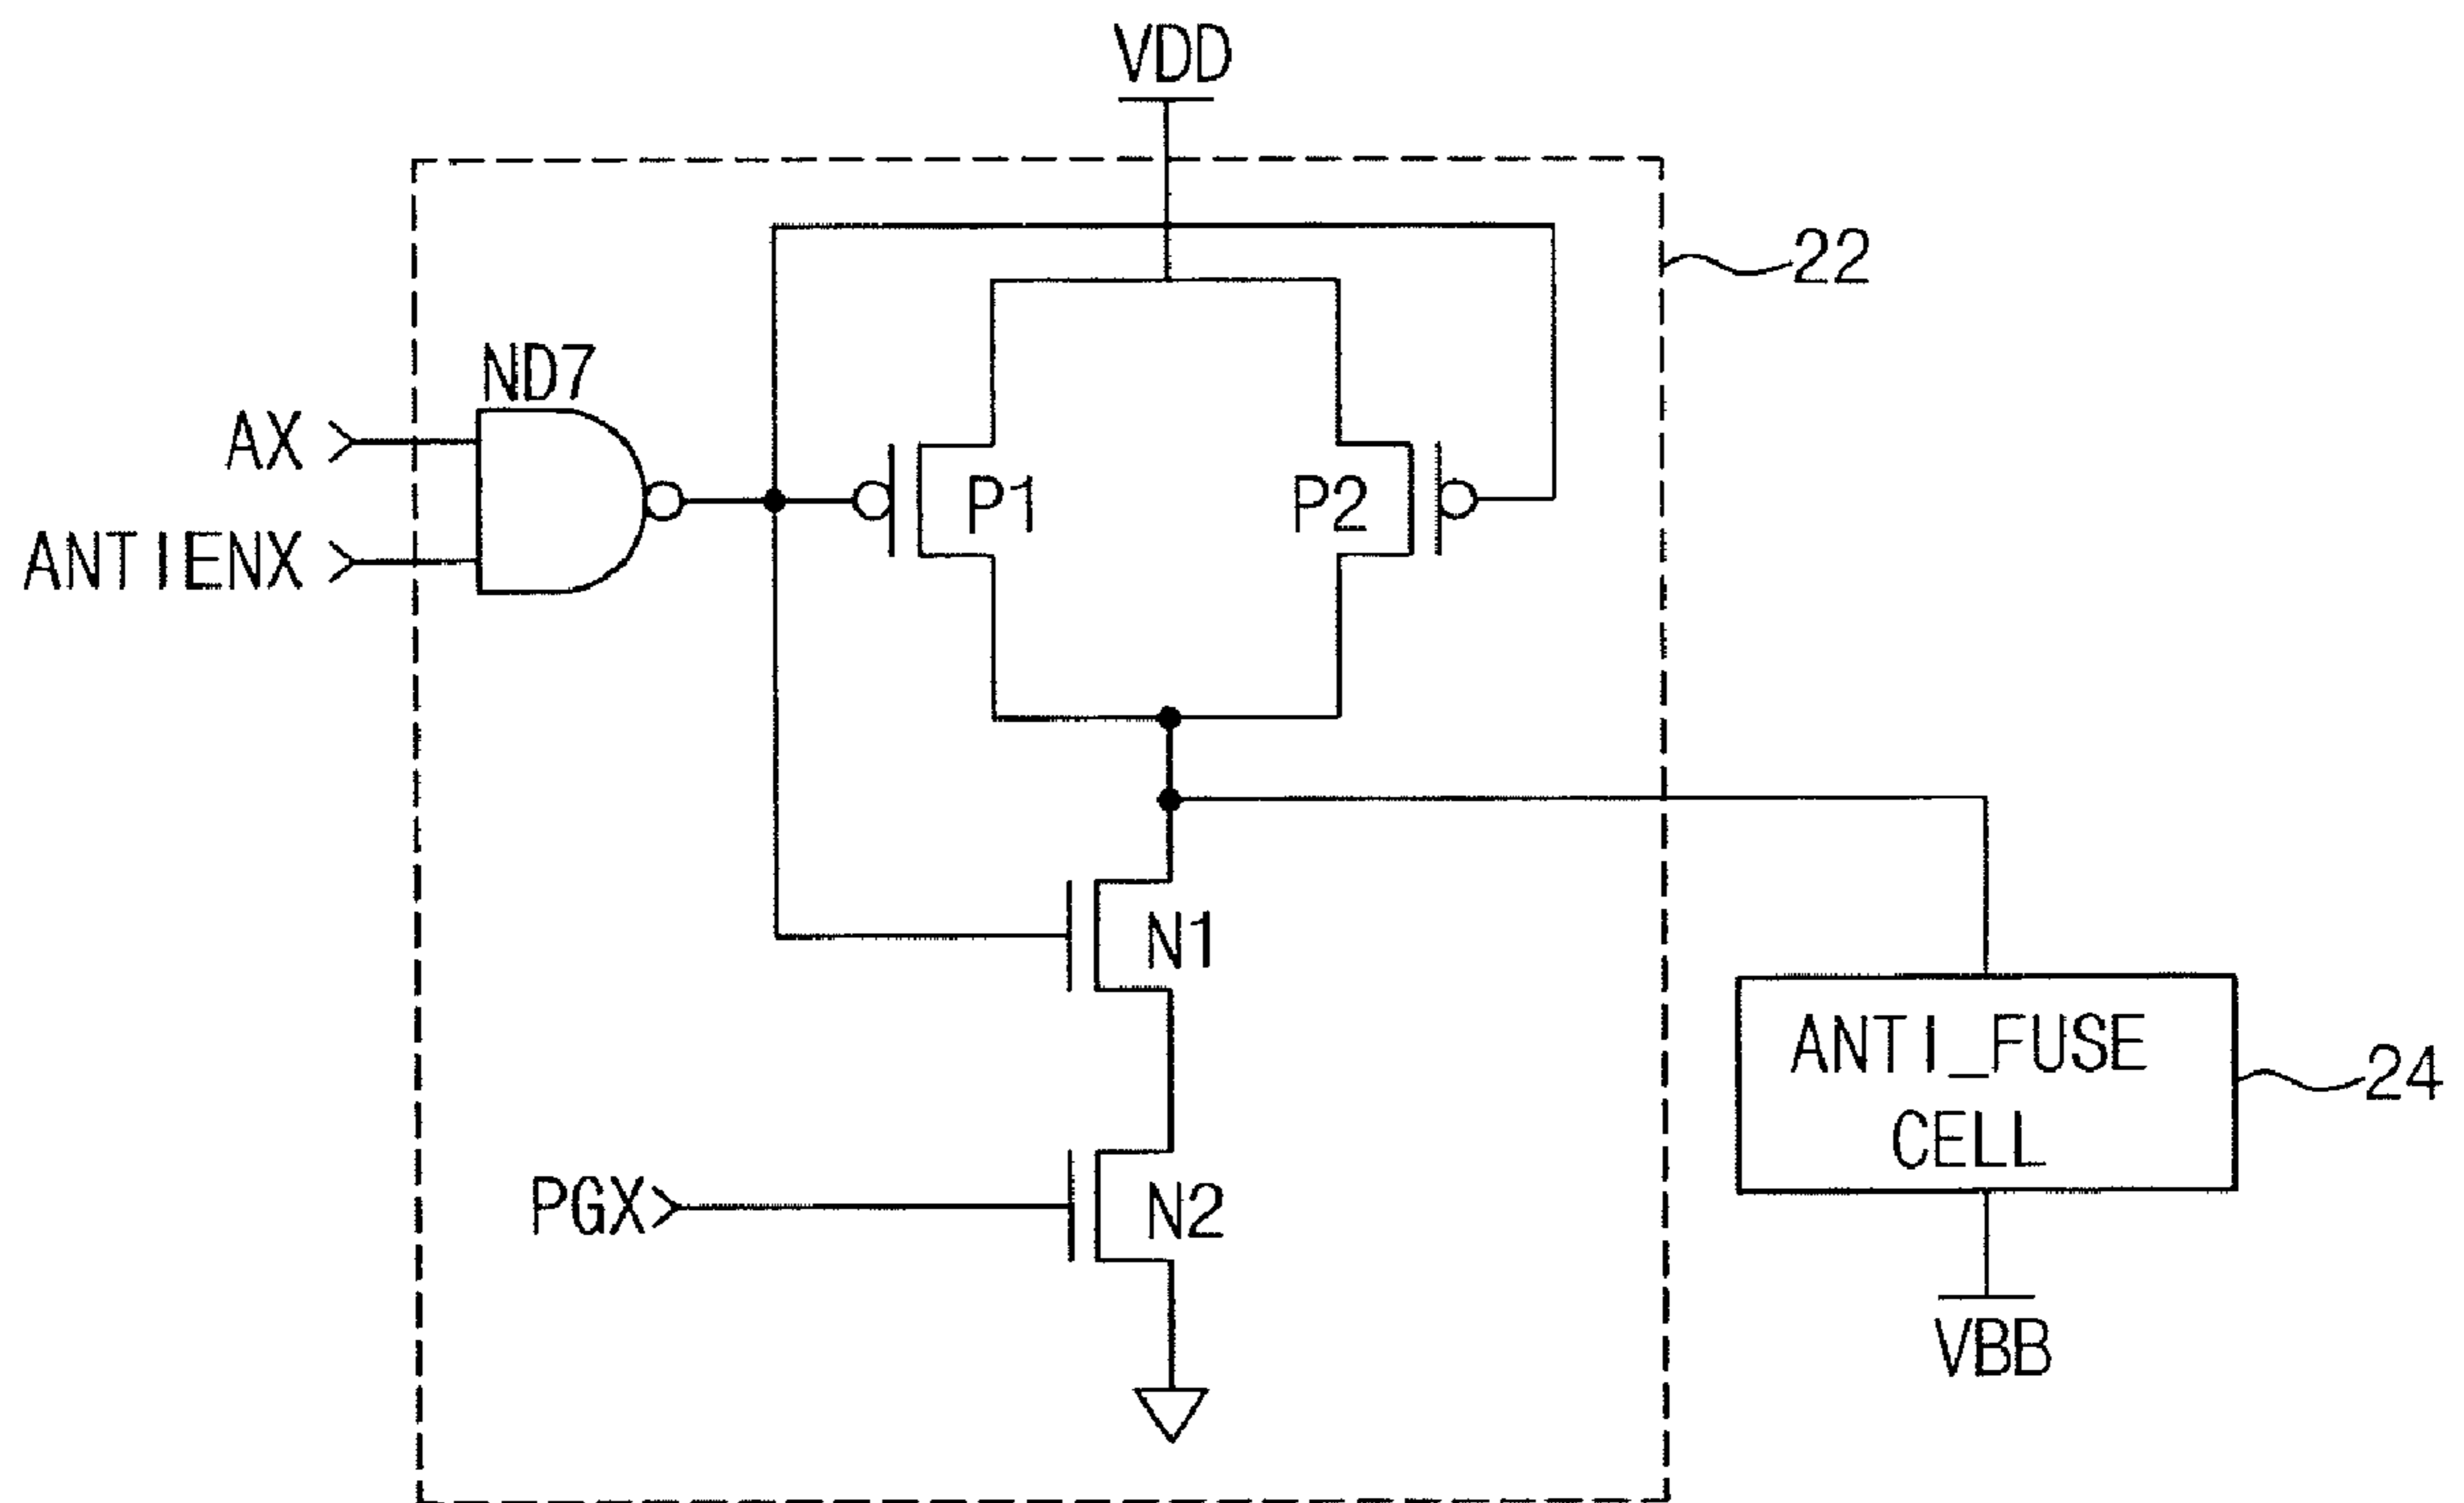 VDD
22
ND7
AX
ANTIENX
P1
P2
N1
ANTI_FUSE
CELL
24
PGX
N2
VBB